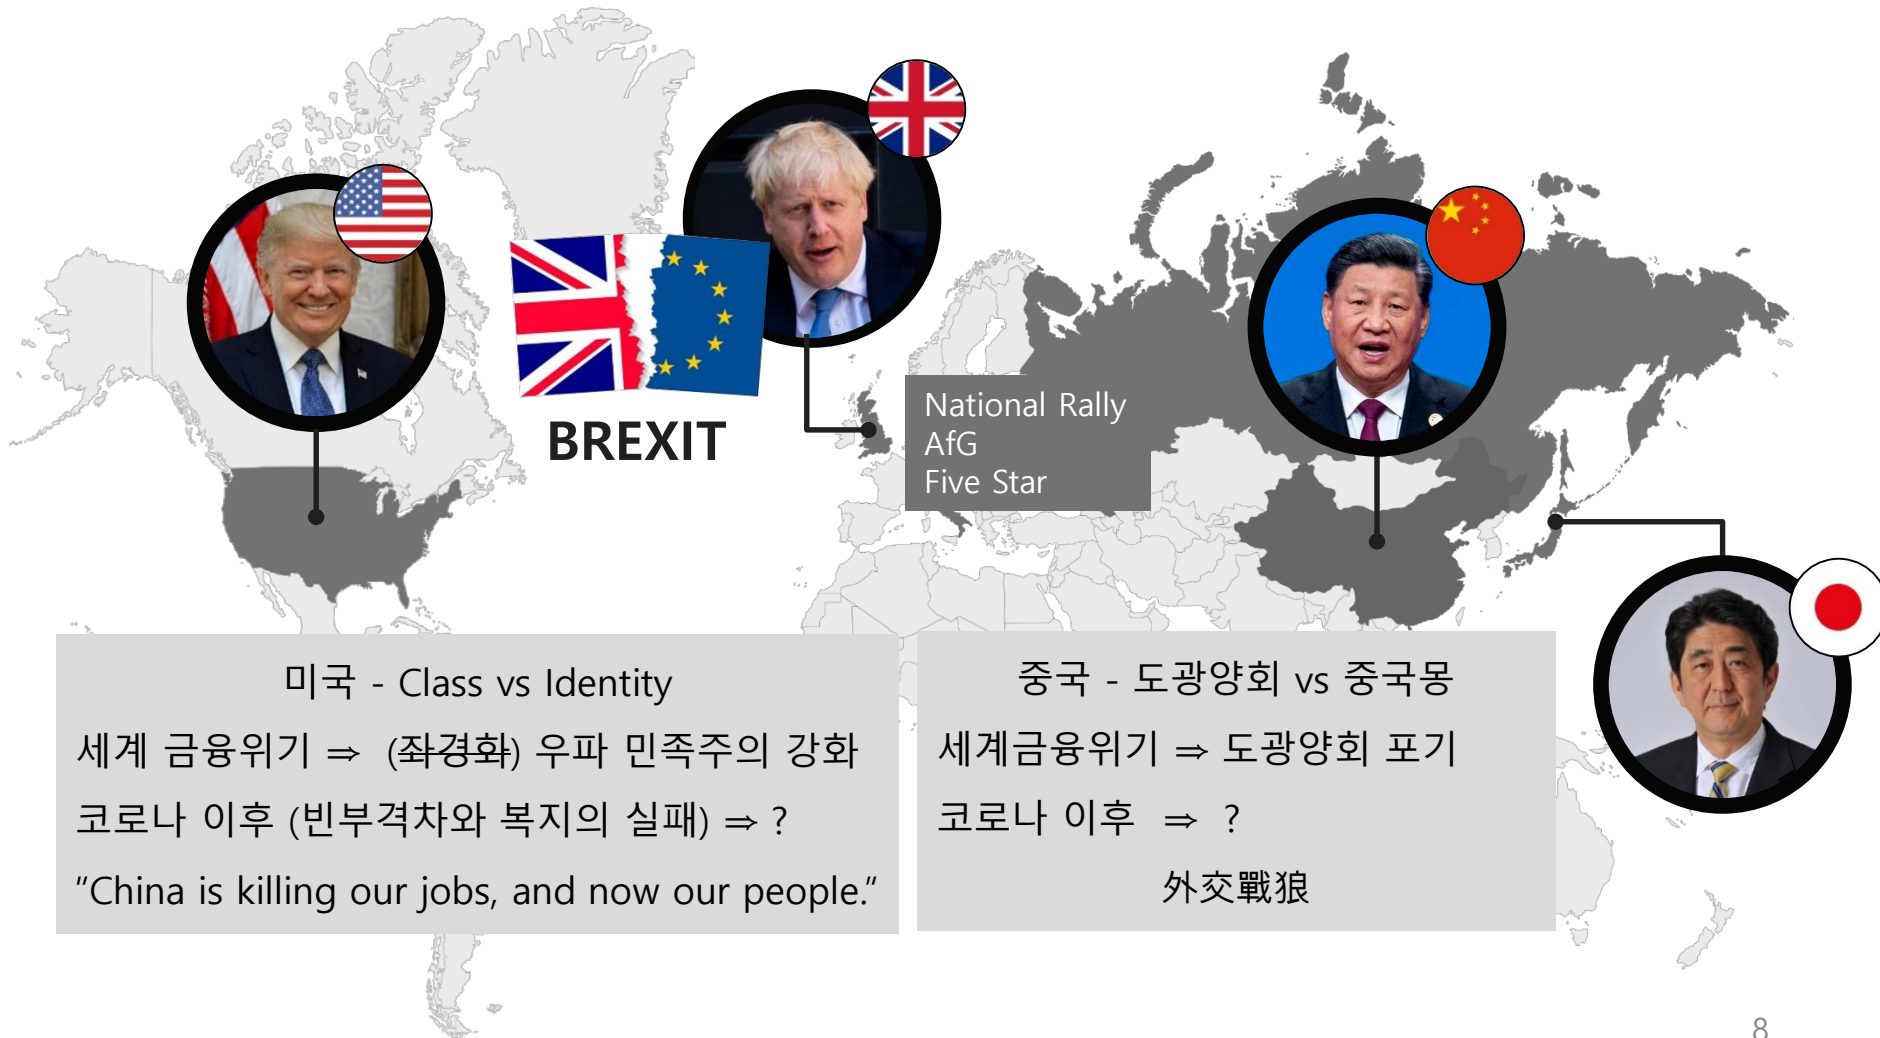 BREXIT
National Rally
AfG
Five Star
미국 - Class vs Identity
세계 금융위기 ⇒ (좌경화) 우파 민족주의 강화
코로나 이후 (빈부격차와 복지의 실패) ⇒ ?
"China is killing our jobs, and now our people."
중국 - 도광양회 vs 중국몽
세계금융위기 ⇒ 도광양회 포기
코로나 이후 ⇒ ?
外交戰狼
8